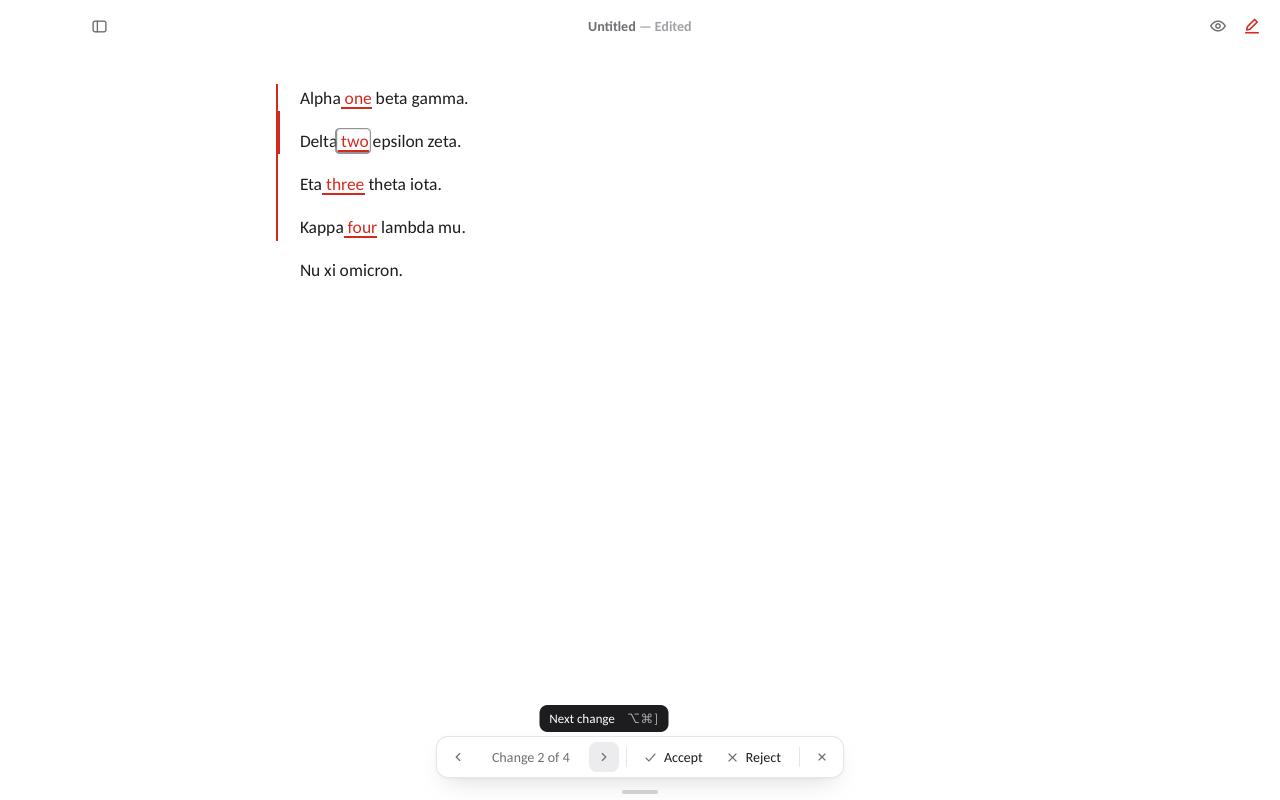 Untitled — Edited
Alpha one beta gamma.
Delta two epsilon zeta.
Eta three theta iota.
Kappa four lambda mu.
Nu xi omicron.
Next change ⌥⌘]
Change 2 of 4 Accept Reject